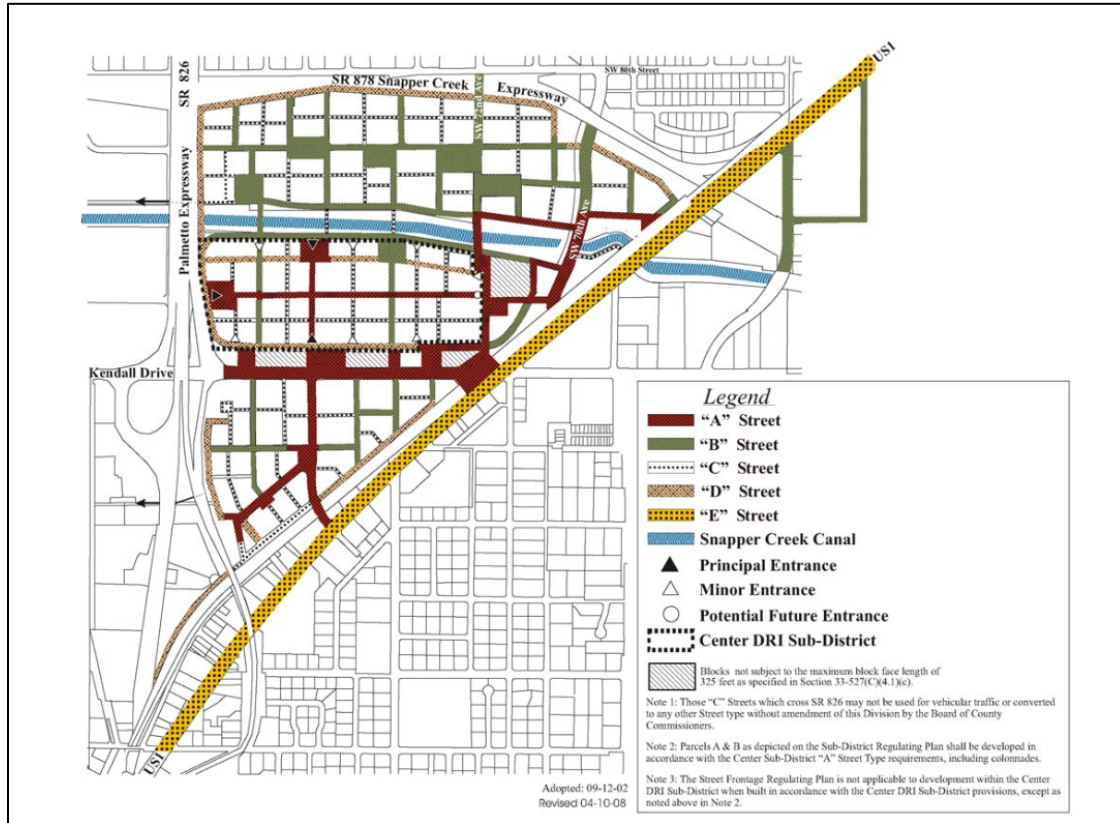 US1
SW 80th Street
SR 826
SR 878 Snapper Creek
Expressway
SW 72nd Ave
Palmetto Expressway
SW 70th Ave
Kendall Drive
US1
Legend
"A" Street
"B" Street
"C" Street
"D" Street
"E" Street
Snapper Creek Canal
Principal Entrance
Minor Entrance
Potential Future Entrance
Center DRI Sub-District
Blocks not subject to the maximum block face length of
325 feet as specified in Section 33-527(C)(4.1)(c).
Note 1: Those "C" Streets which cross SR 826 may not be used for vehicular traffic or converted
to any other Street type without amendment of this Division by the Board of County
Commissioners.
Note 2: Parcels A & B as depicted on the Sub-District Regulating Plan shall be developed in
accordance with the Center Sub-District "A" Street Type requirements, including colonnades.
Note 3: The Street Frontage Regulating Plan is not applicable to development within the Center
DRI Sub-District when built in accordance with the Center DRI Sub-District provisions, except as
noted above in Note 2.
Adopted: 09-12-02
Revised 04-10-08